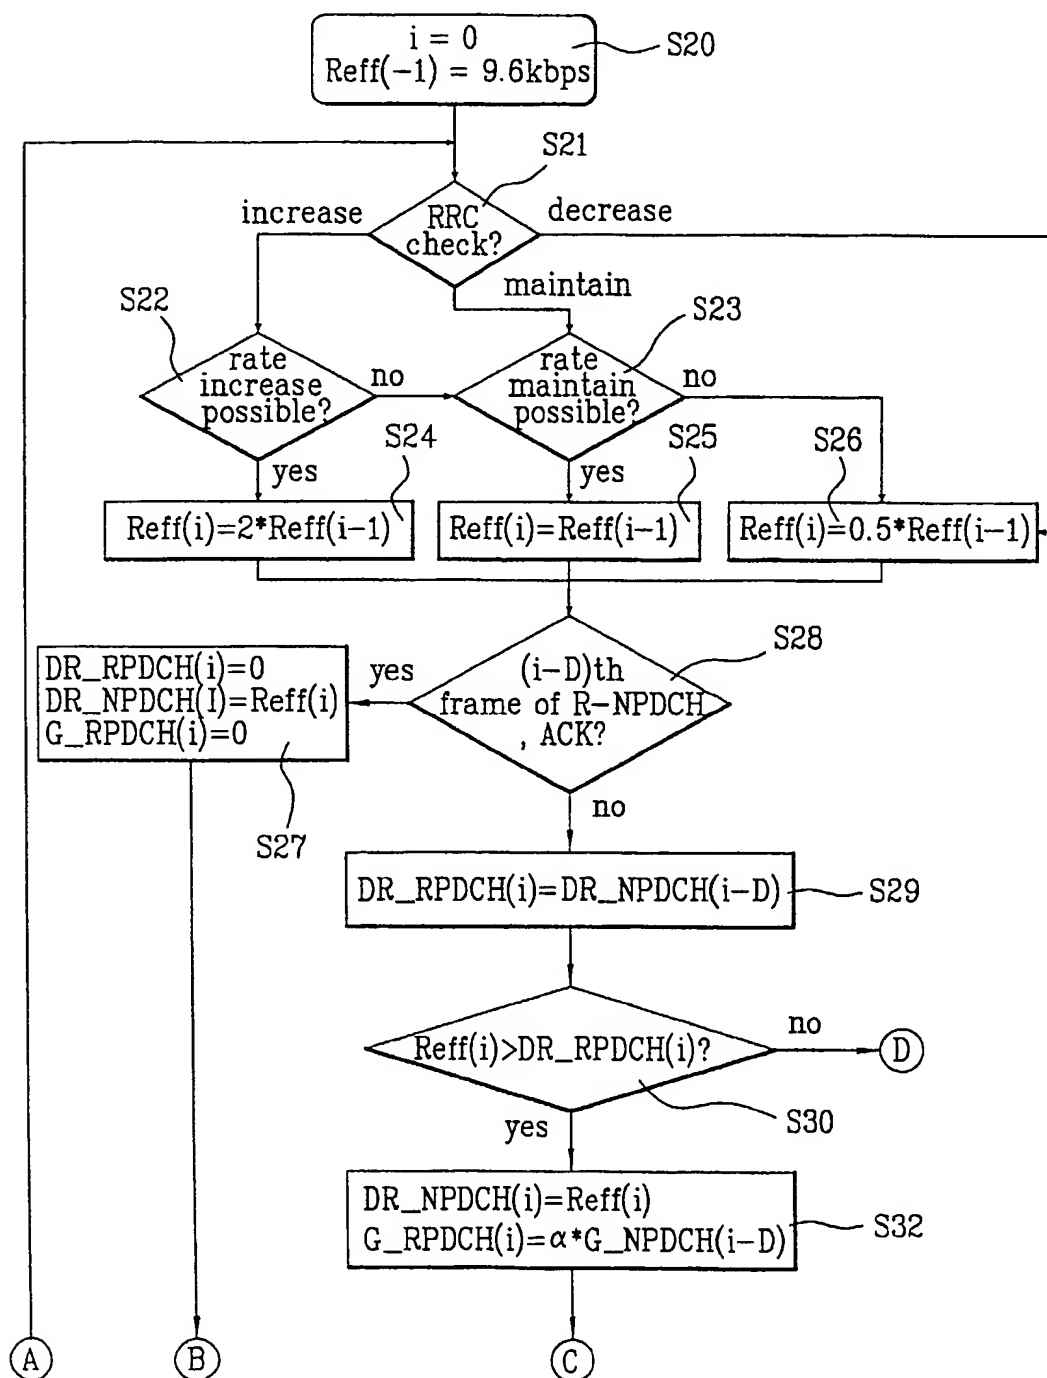 i = 0
Reff(-1) = 9.6kbps
S20
S21
increase
RRC
check?
decrease
maintain
S22
S23
rate
increase
possible?
no
rate
maintain
possible?
no
S24
S25
S26
yes
yes
Reff(i)=2*Reff(i-1)
Reff(i)=Reff(i-1)
Reff(i)=0.5*Reff(i-1)
S28
DR_RPDCH(i)=0
DR_NPDCH(I)=Reff(i)
G_RPDCH(i)=0
yes
(i-D)th
frame of R-NPDCH
, ACK?
S27
no
DR_RPDCH(i)=DR_NPDCH(i-D)
S29
Reff(i)>DR_RPDCH(i)?
no
D
S30
yes
DR_NPDCH(i)=Reff(i)
G_RPDCH(i)=α*G_NPDCH(i-D)
S32
A
B
C